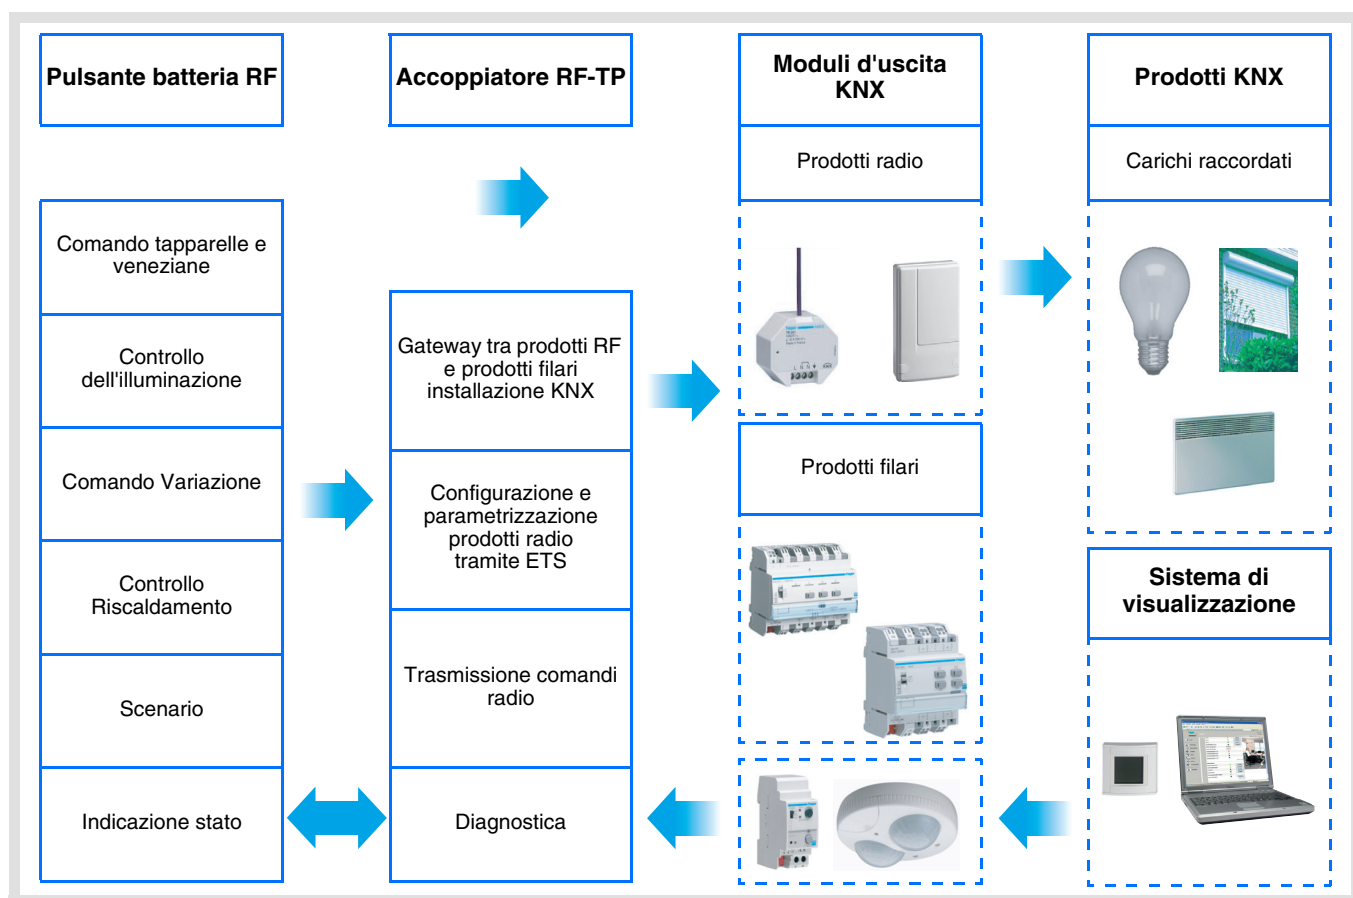 Pulsante batteria RF
Comando tapparelle e
veneziane
Controllo
dell'illuminazione
Comando Variazione
Controllo
Riscaldamento
Scenario
Indicazione stato
Accoppiatore RF-TP
Gateway tra prodotti RF
e prodotti filari
installazione KNX
Configurazione e
parametrizzazione
prodotti radio
tramite ETS
Trasmissione comandi
radio
Diagnostica
Moduli d'uscita
KNX
Prodotti radio
L N N
Prodotti filari
Prodotti KNX
Carichi raccordati
Sistema di
visualizzazione